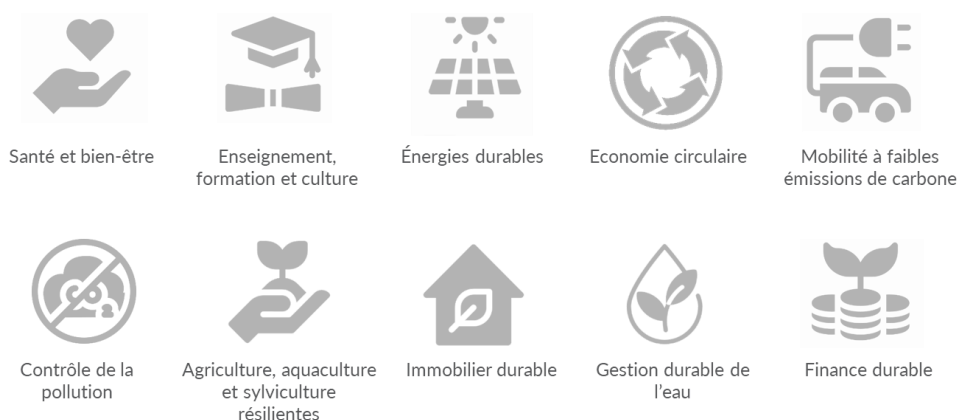 Santé et bien-être
Enseignement,
formation et culture
Énergies durables
Economie circulaire
Mobilité à faibles
émissions de carbone
CO2
Contrôle de la
pollution
Agriculture, aquaculture
et sylviculture
résilientes
Immobilier durable
Gestion durable de
l'eau
Finance durable